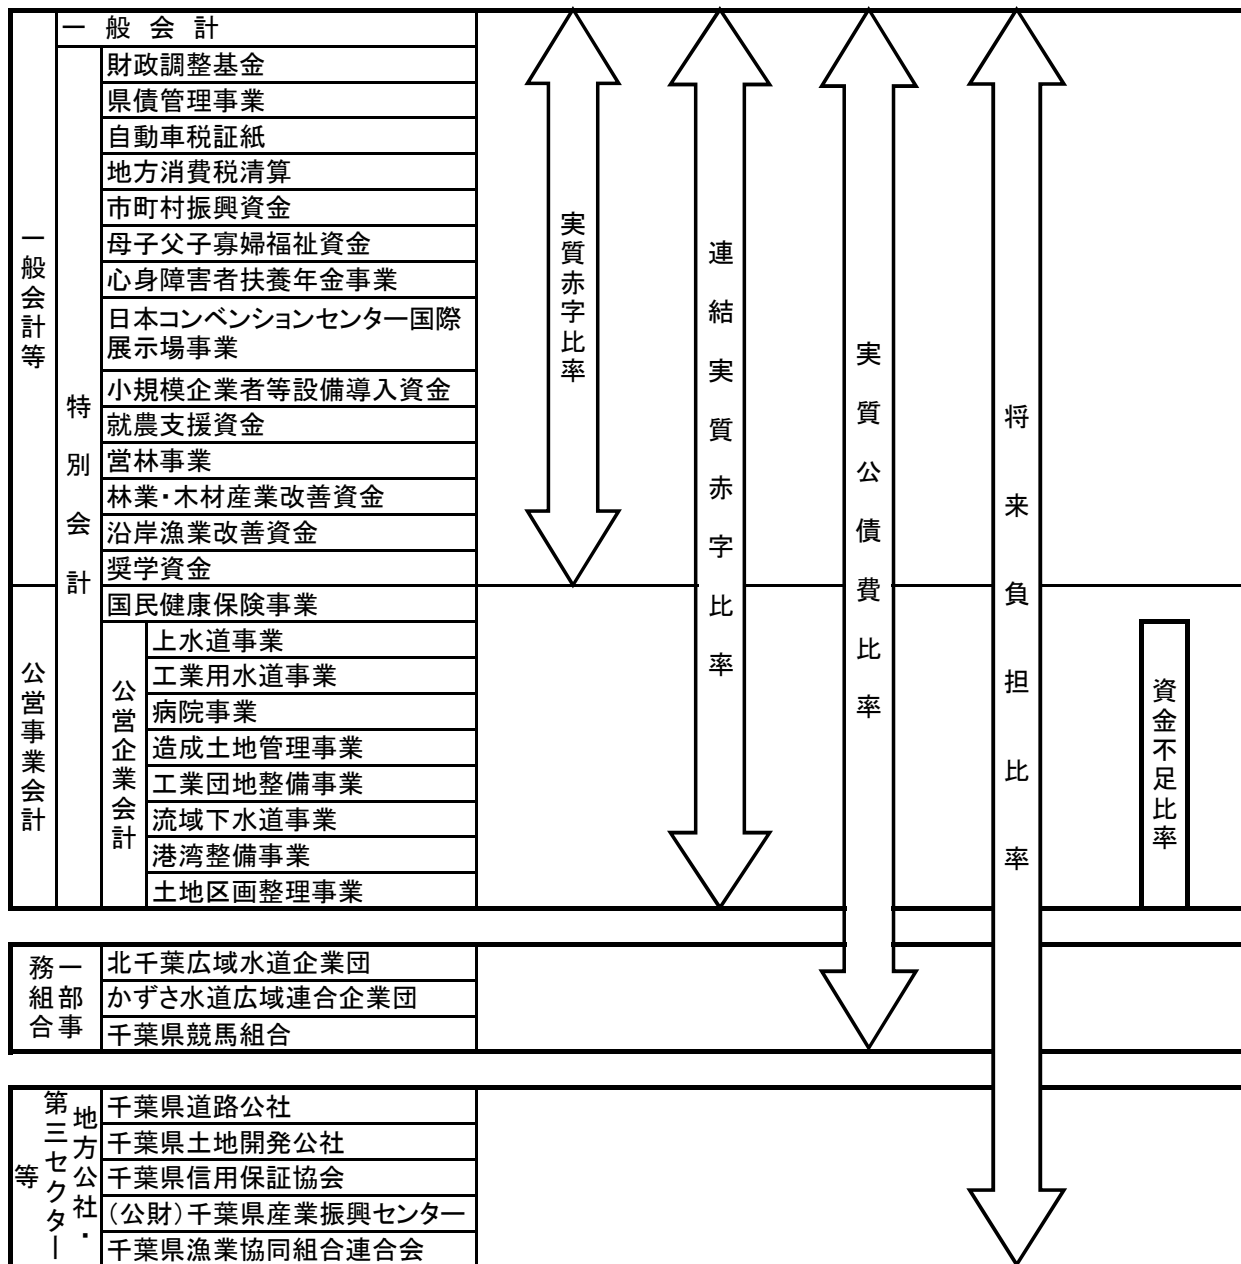 一般会計等
一般会計
特別会計
財政調整基金
県債管理事業
自動車税証紙
地方消費税清算
市町村振興資金
母子父子寡婦福祉資金
心身障害者扶養年金事業
日本コンベンションセンター国際
展示場事業
小規模企業者等設備導入資金
就農支援資金
営林事業
林業・木材産業改善資金
沿岸漁業改善資金
奨学資金
公営事業会計
国民健康保険事業
公営企業会計
上水道事業
工業用水道事業
病院事業
造成土地管理事業
工業団地整備事業
流域下水道事業
港湾整備事業
土地区画整理事業
実質赤字比率
連結実質赤字比率
実質公債費比率
将来負担比率
資金不足比率
一部事
務組合
北千葉広域水道企業団
かずさ水道広域連合企業団
千葉県競馬組合
地方公社・
第三セクター
等
千葉県道路公社
千葉県土地開発公社
千葉県信用保証協会
(公財)千葉県産業振興センター
千葉県漁業協同組合連合会